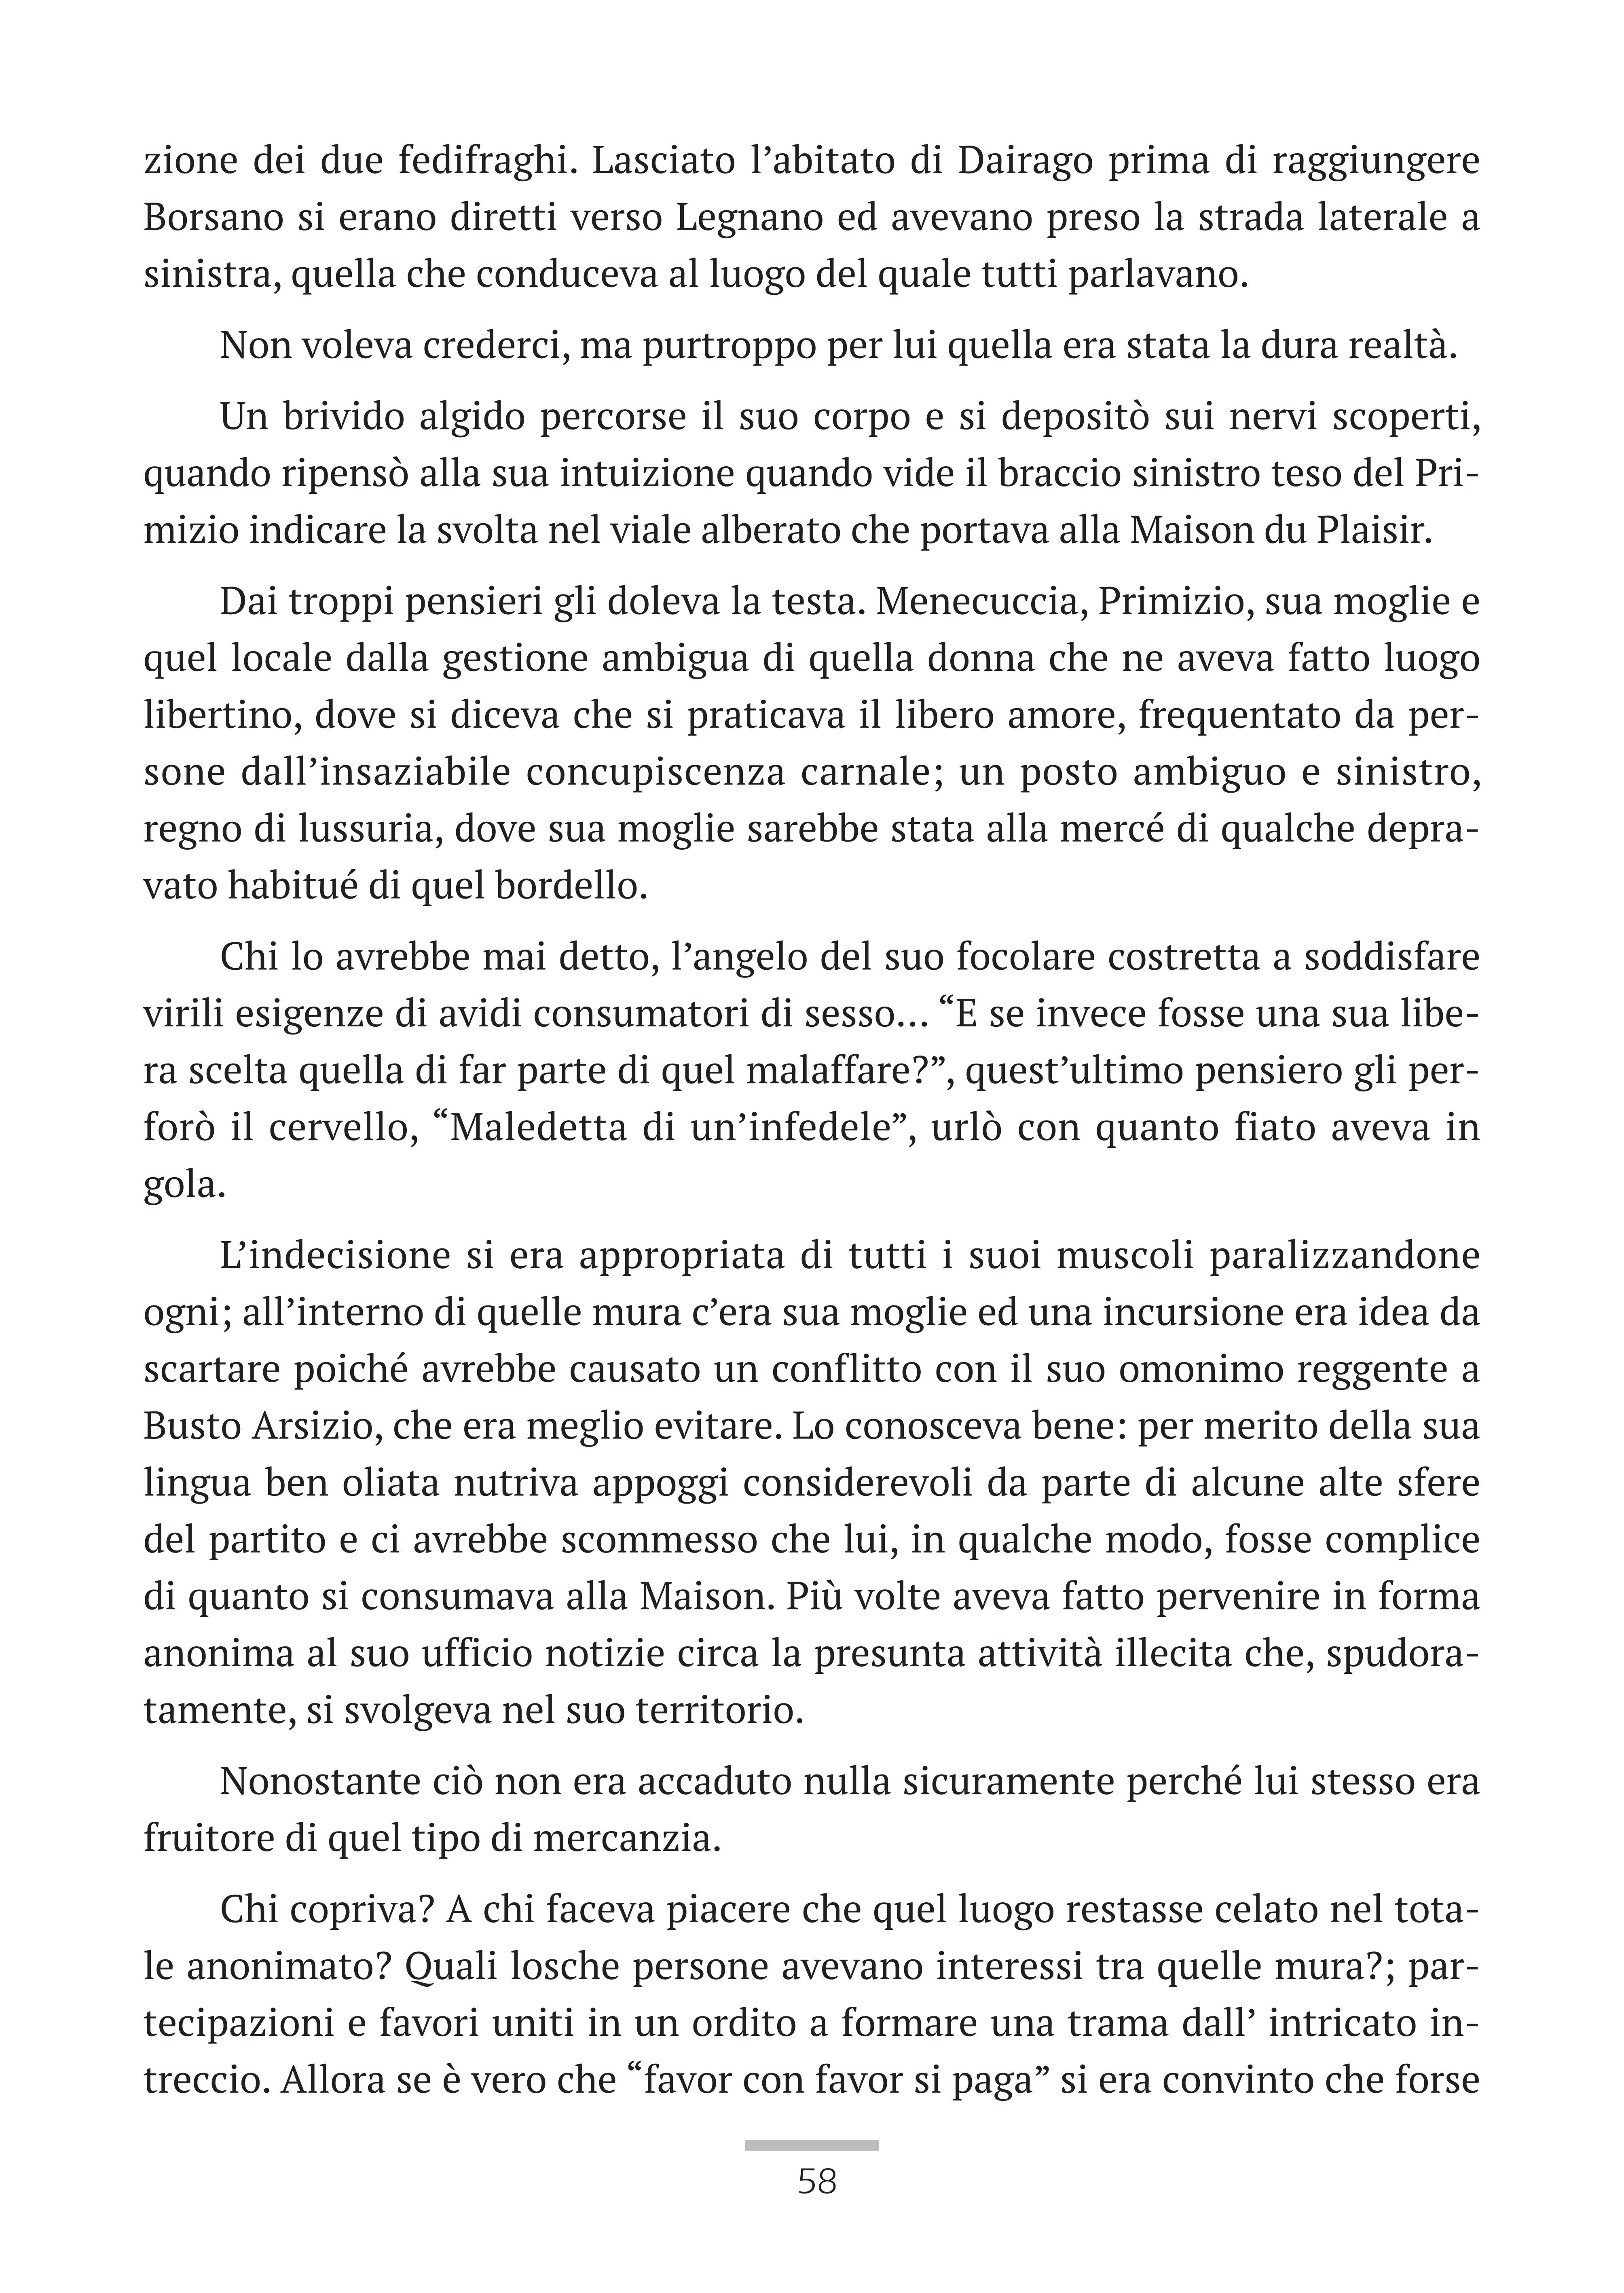 zione dei due fedifraghi. Lasciato l’abitato di Dairago prima di raggiungere
Borsano si erano diretti verso Legnano ed avevano preso la strada laterale a
sinistra, quella che conduceva al luogo del quale tutti parlavano.
Non voleva crederci, ma purtroppo per lui quella era stata la dura realtà.
Un brivido algido percorse il suo corpo e si depositò sui nervi scoperti,
quando ripensò alla sua intuizione quando vide il braccio sinistro teso del Pri-
mizio indicare la svolta nel viale alberato che portava alla Maison du Plaisir.
Dai troppi pensieri gli doleva la testa. Menecuccia, Primizio, sua moglie e
quel locale dalla gestione ambigua di quella donna che ne aveva fatto luogo
libertino, dove si diceva che si praticava il libero amore, frequentato da per-
sone dall’insaziabile concupiscenza carnale; un posto ambiguo e sinistro,
regno di lussuria, dove sua moglie sarebbe stata alla mercé di qualche depra-
vato habitué di quel bordello.
Chi lo avrebbe mai detto, l’angelo del suo focolare costretta a soddisfare
virili esigenze di avidi consumatori di sesso… “E se invece fosse una sua libe-
ra scelta quella di far parte di quel malaffare?”, quest’ultimo pensiero gli per-
forò il cervello, “Maledetta di un’infedele”, urlò con quanto fiato aveva in
gola.
L’indecisione si era appropriata di tutti i suoi muscoli paralizzandone
ogni; all’interno di quelle mura c’era sua moglie ed una incursione era idea da
scartare poiché avrebbe causato un conflitto con il suo omonimo reggente a
Busto Arsizio, che era meglio evitare. Lo conosceva bene: per merito della sua
lingua ben oliata nutriva appoggi considerevoli da parte di alcune alte sfere
del partito e ci avrebbe scommesso che lui, in qualche modo, fosse complice
di quanto si consumava alla Maison. Più volte aveva fatto pervenire in forma
anonima al suo ufficio notizie circa la presunta attività illecita che, spudora-
tamente, si svolgeva nel suo territorio.
Nonostante ciò non era accaduto nulla sicuramente perché lui stesso era
fruitore di quel tipo di mercanzia.
Chi copriva? A chi faceva piacere che quel luogo restasse celato nel tota-
le anonimato? Quali losche persone avevano interessi tra quelle mura?; par-
tecipazioni e favori uniti in un ordito a formare una trama dall’ intricato in-
treccio. Allora se è vero che “favor con favor si paga” si era convinto che forse
58